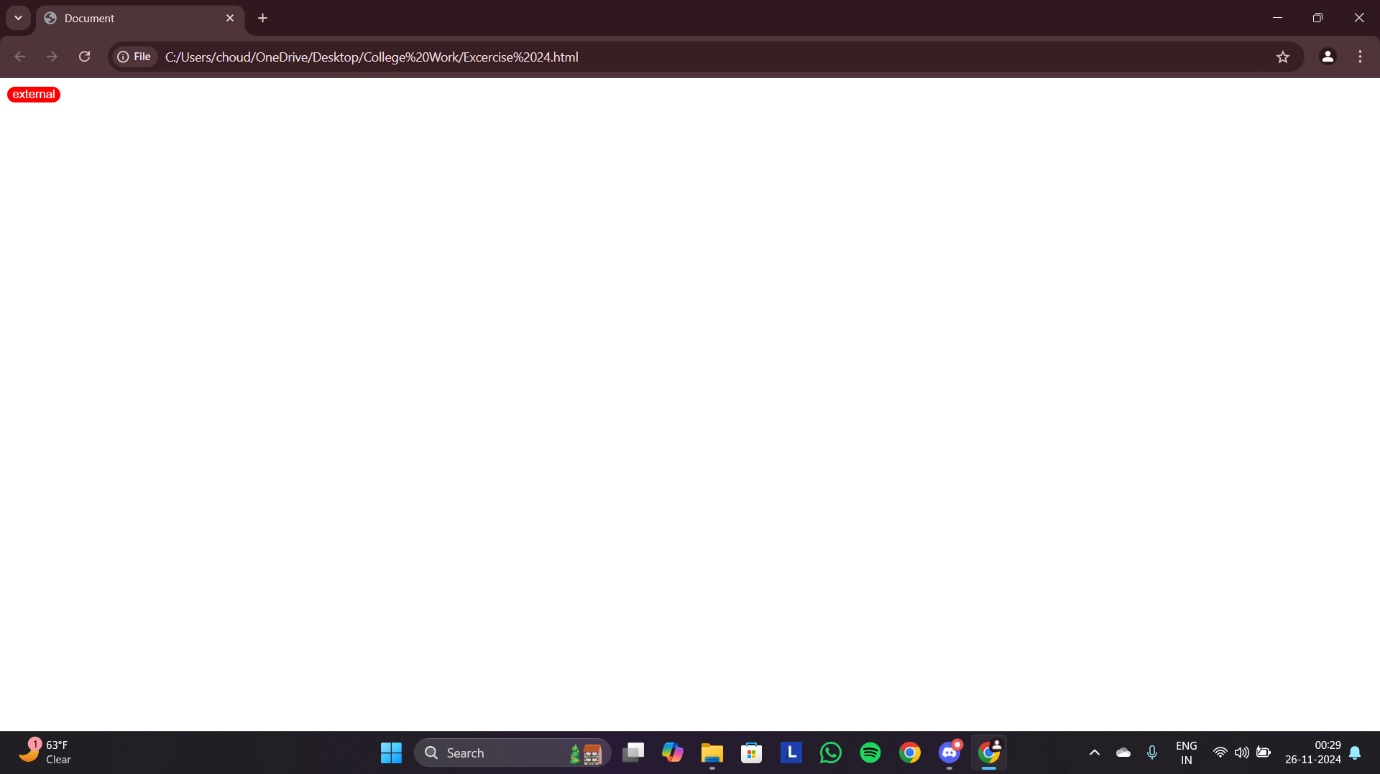 Document
File
C:/Users/choud/OneDrive/Desktop/College%20Work/Excercise%2024.html
external
1
63°F
Clear
Search
L
ENG
IN
00:29
26-11-2024